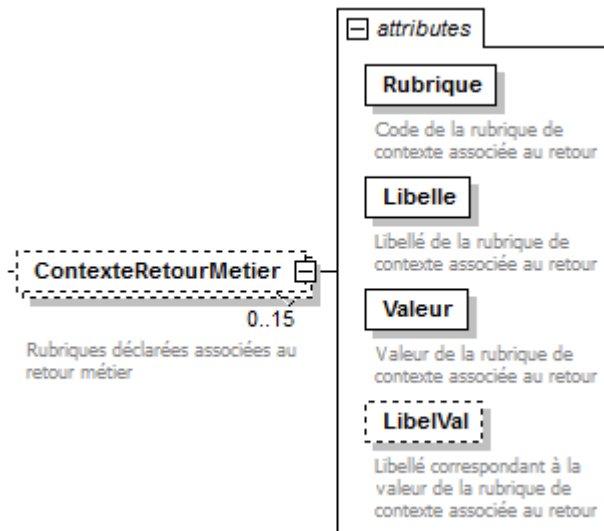 attributes
Rubrique
Code de la rubrique de
contexte associée au retour
Libelle
Libellé de la rubrique de
contexte associée au retour
ContexteRetourMetier
0..15
Rubriques déclarées associées au
retour métier
Valeur
Valeur de la rubrique de
contexte associée au retour
LibelVal
Libellé correspondant à la
valeur de la rubrique de
contexte associée au retour